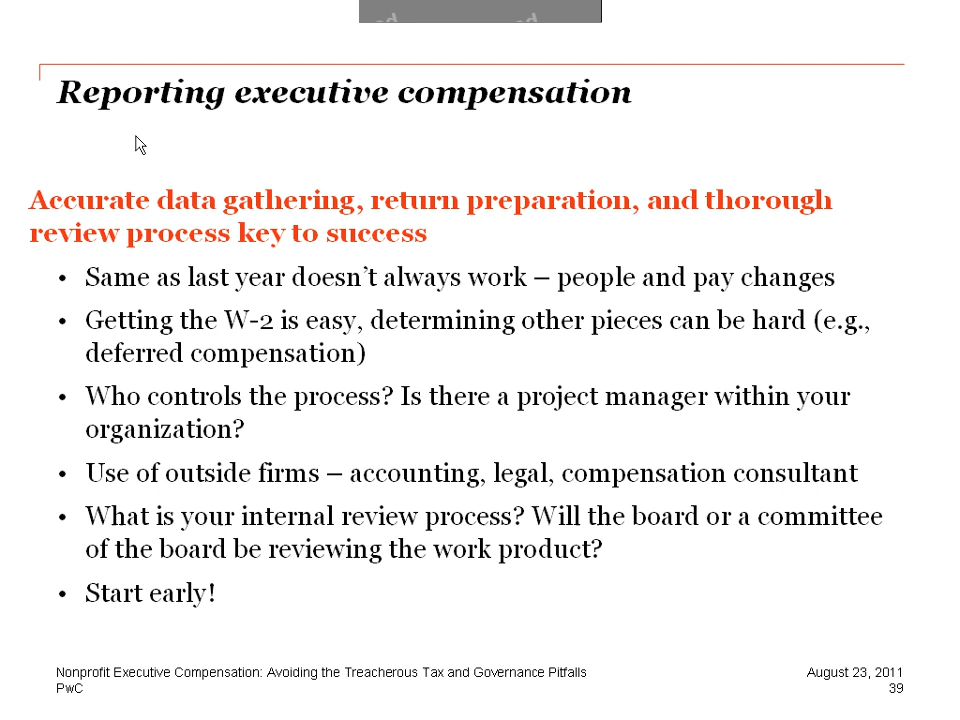 Reporting executive compensation
Accurate data gathering, return preparation, and thorough
review process key to success
• Same as last year doesn't always work – people and pay changes
• Getting the W-2 is easy, determining other pieces can be hard (e.g.,
deferred compensation)
• Who controls the process? Is there a project manager within your
organization?
• Use of outside firms – accounting, legal, compensation consultant
• What is your internal review process? Will the board or a committee
of the board be reviewing the work product?
• Start early!
Nonprofit Executive Compensation: Avoiding the Treacherous Tax and Governance Pitfalls August 23, 2011
PwC 39